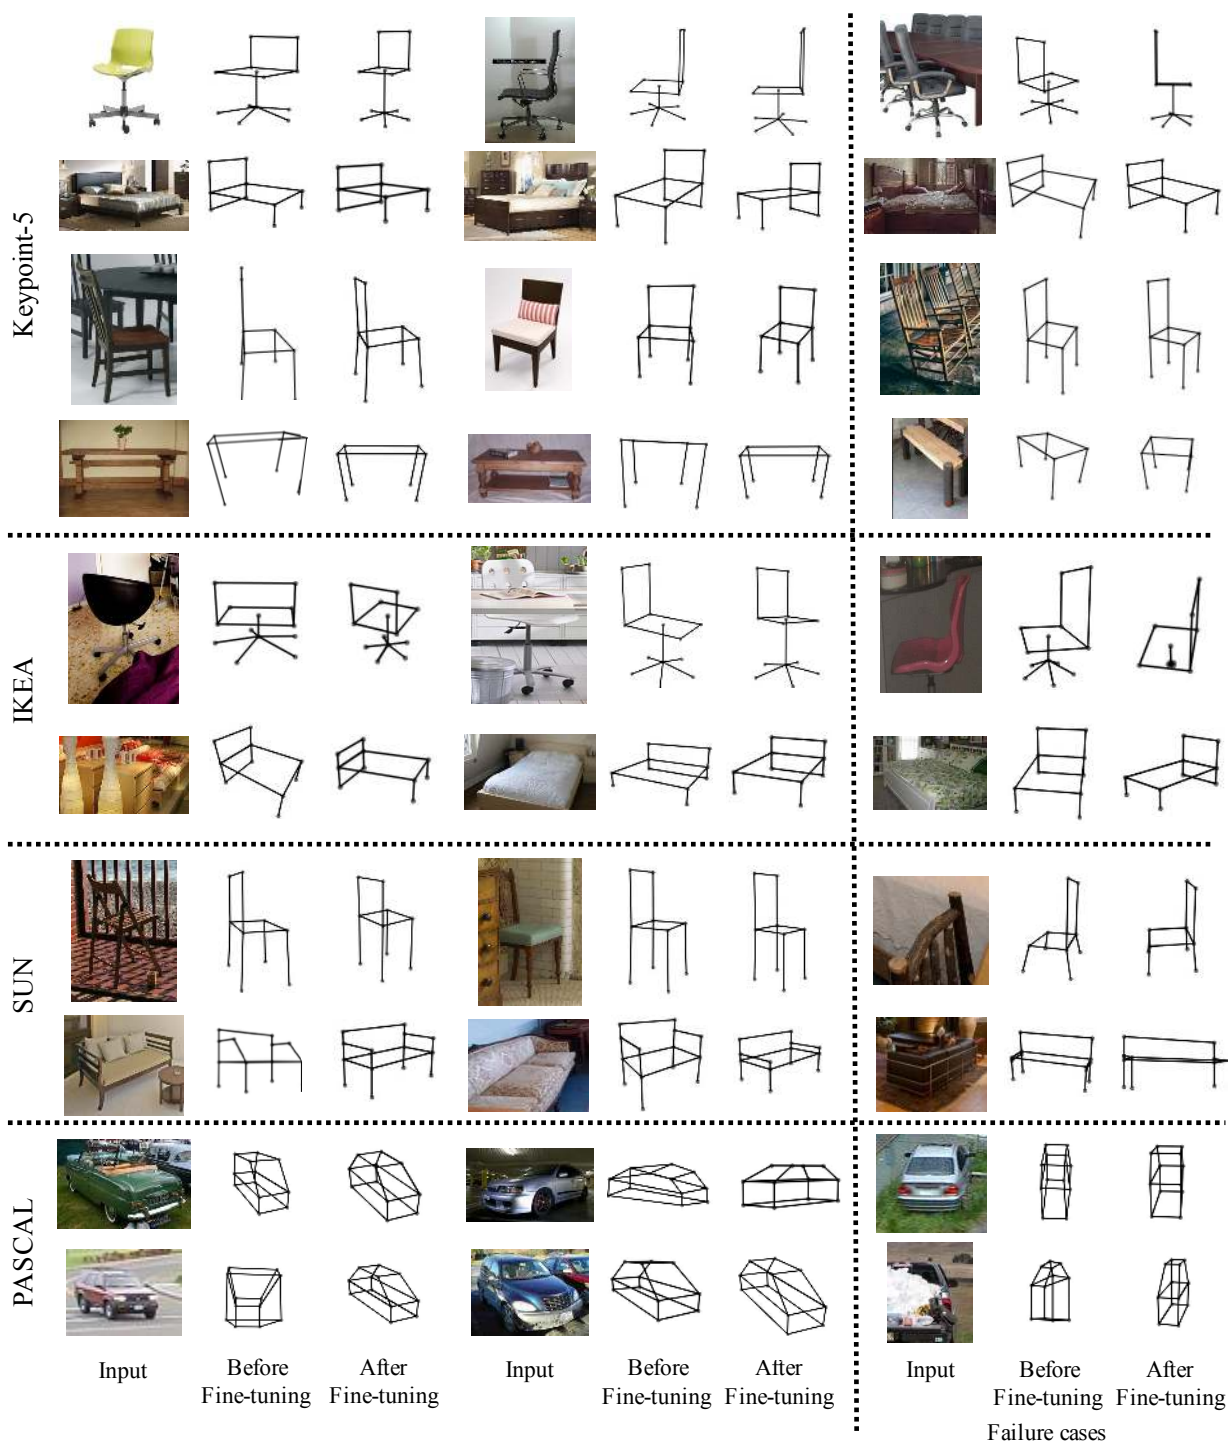 Keypoint-5
IKEA
SUN
PASCAL
Input
Before
Fine-tuning
After
Fine-tuning
Input
Before
Fine-tuning
After
Fine-tuning
Input
Before
Fine-tuning
After
Fine-tuning
Failure cases